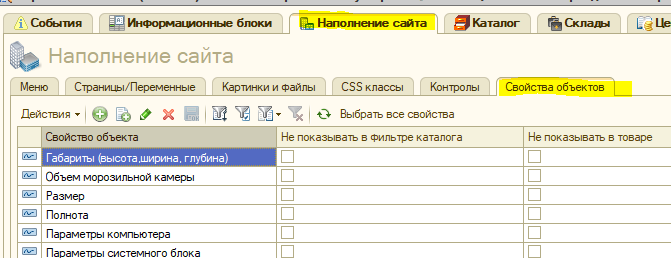 События Информационные блоки Наполнение сайта Каталог Склады Це
Наполнение сайта
Меню Страницы/Переменные Картинки и файлы CSS классы Контролы Свойства объектов
Действия Выбрать все свойства
Свойство объекта Не показывать в фильтре каталога Не показывать в товаре
Габариты (высота,ширина, глубина)
Объем морозильной камеры
Размер
Полнота
Параметры компьютера
Параметры системного блока